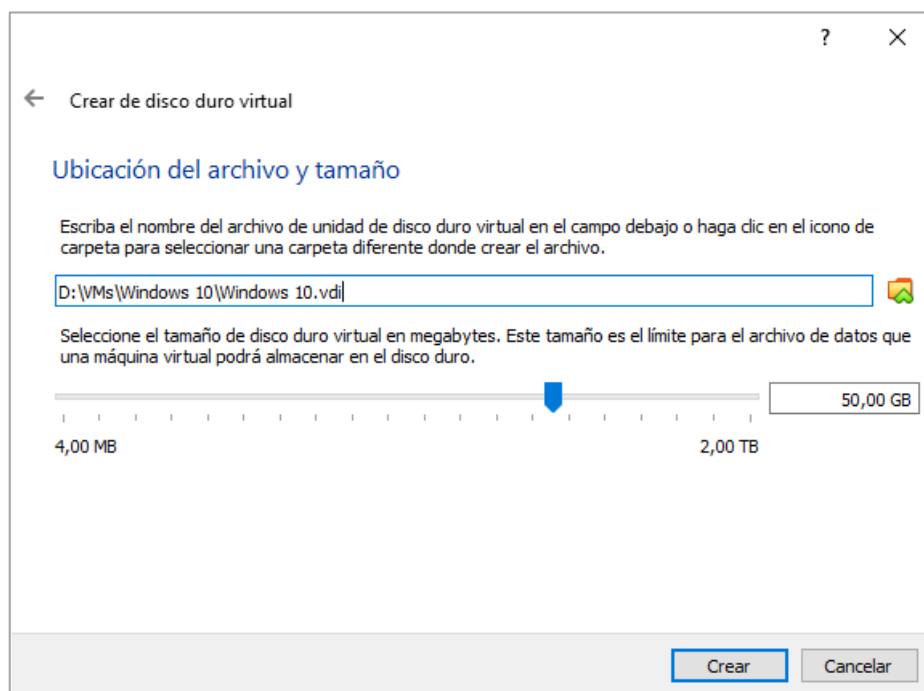 ?
Crear de disco duro virtual
Ubicación del archivo y tamaño
Escriba el nombre del archivo de unidad de disco duro virtual en el campo debajo o haga clic en el icono de
carpeta para seleccionar una carpeta diferente donde crear el archivo.
D:\VMs\Windows 10\Windows 10.vdi
Seleccione el tamaño de disco duro virtual en megabytes. Este tamaño es el límite para el archivo de datos que
una máquina virtual podrá almacenar en el disco duro.
50,00 GB
4,00 MB 2,00 TB
Crear Cancelar